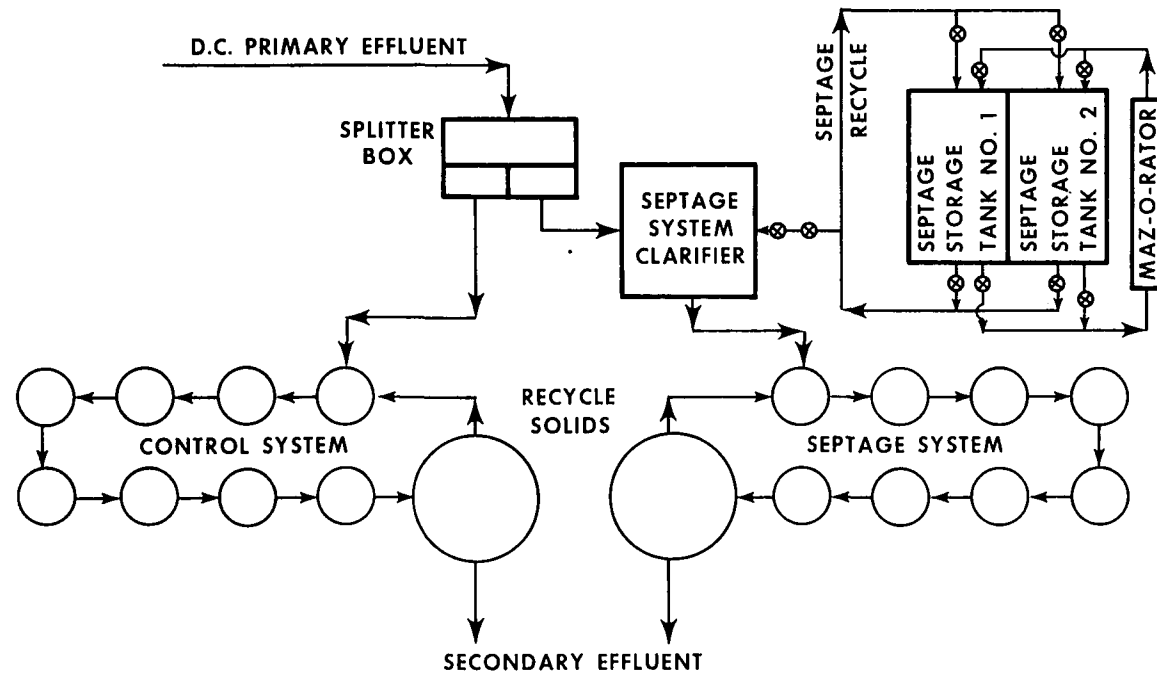 D.C. PRIMARY EFFLUENT
SPLITTER
BOX
SEPTAGE
SYSTEM
CLARIFIER
SEPTAGE
RECYCLE
SEPTAGE
STORAGE
TANK NO. 1
SEPTAGE
STORAGE
TANK NO. 2
MAZ-O-RATOR
RECYCLE
SOLIDS
CONTROL SYSTEM
SEPTAGE SYSTEM
SECONDARY EFFLUENT